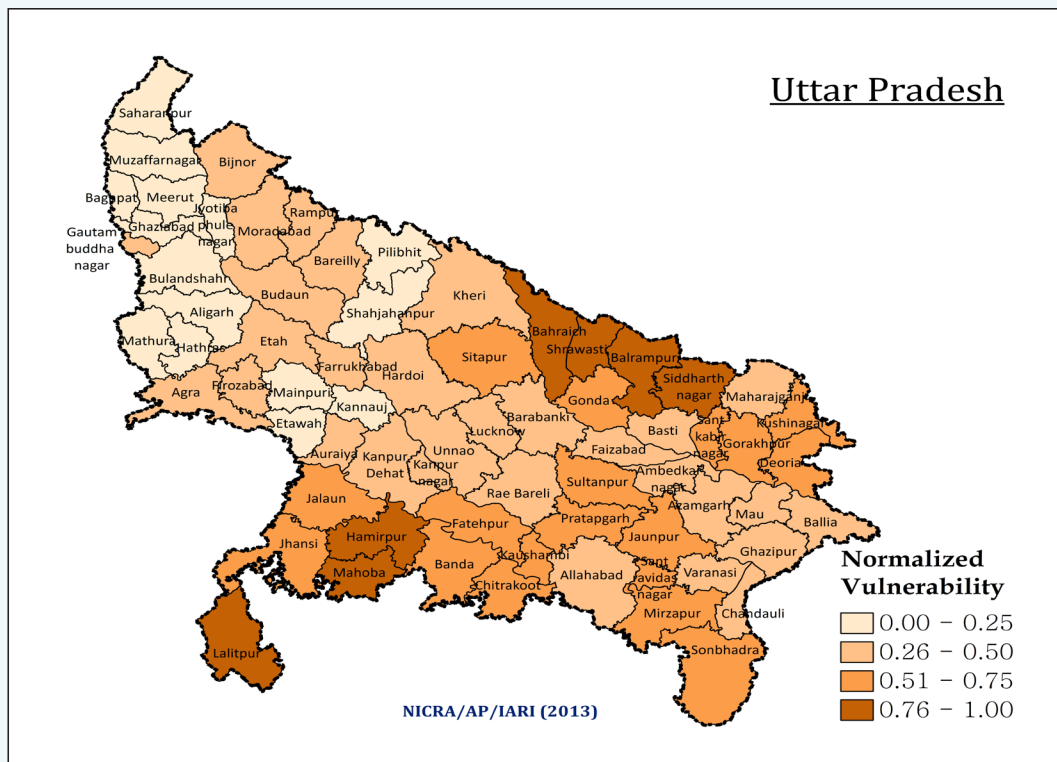 Uttar Pradesh
Saharanpur
Muzaffarnagar
Bijnor
Bagpat
Meerut
Jyotiba
phule
nagar
Ghaziabad
Gautam
buddha
nagar
Moradabad
Rampur
Bareilly
Pilibhit
Bulandshahr
Budaun
Shahjahanpur
Kheri
Aligarh
Mathura
Hathras
Etah
Farrukhabad
Hardoi
Sitapur
Bahraich
Shrawasti
Balrampur
Siddharth
nagar
Agra
Firozabad
Mainpuri
Kannauj
Etawah
Gonda
Maharajganj
Barabanki
Basti
Sant
kabir
nagar
Kushinagar
Gorakhpur
Deoria
Auraiya
Kanpur
Dehat
Kanpur
nagar
Unnao
Lucknow
Faizabad
Ambedkar
nagar
Rae Bareli
Sultanpur
Azamgarh
Mau
Ballia
Jalaun
Hamirpur
Fatehpur
Pratapgarh
Jaunpur
Ghazipur
Jhansi
Mahoba
Banda
Kaushambi
Chitrakoot
Allahabad
Sant
ravidas
nagar
Varanasi
Mirzapur
Chandauli
Sonbhadra
Lalitpur
Normalized
Vulnerability
0.00 - 0.25
0.26 - 0.50
0.51 - 0.75
0.76 - 1.00
NICRA/AP/IARI (2013)